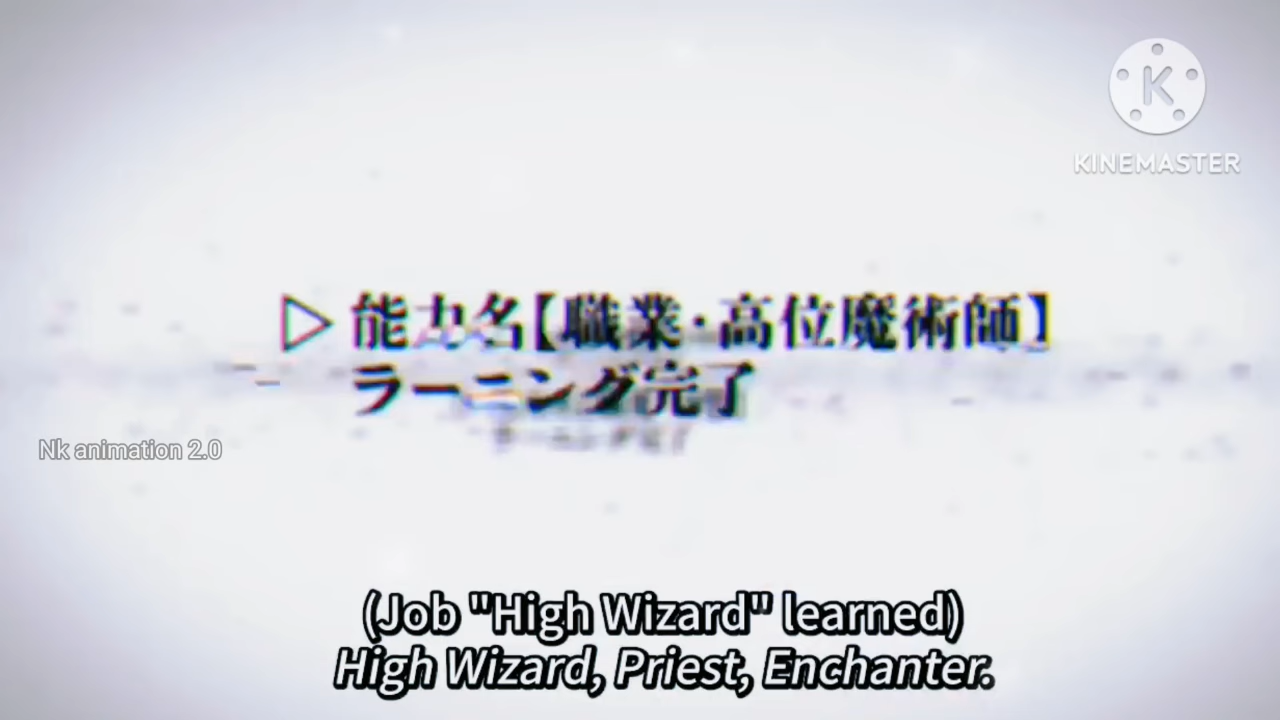 K
KINEMASTER
▷ 能力名【職業・高位魔術師】
ラーニング完了
Nk animation 2.0
(Job "High Wizard" learned)
High Wizard, Priest, Enchanter.